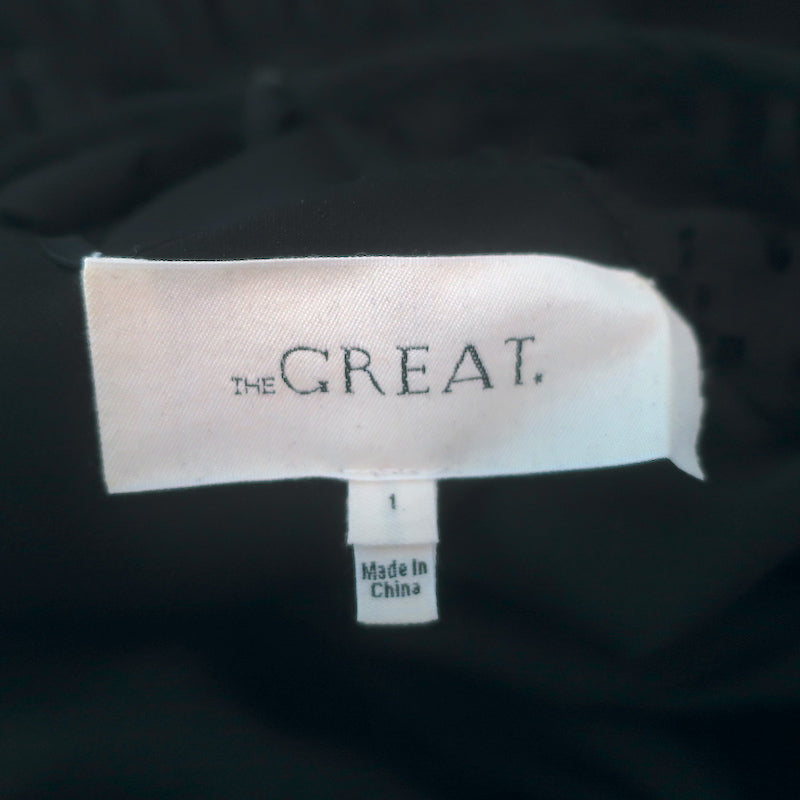 THE GREAT.
1
Made In
China